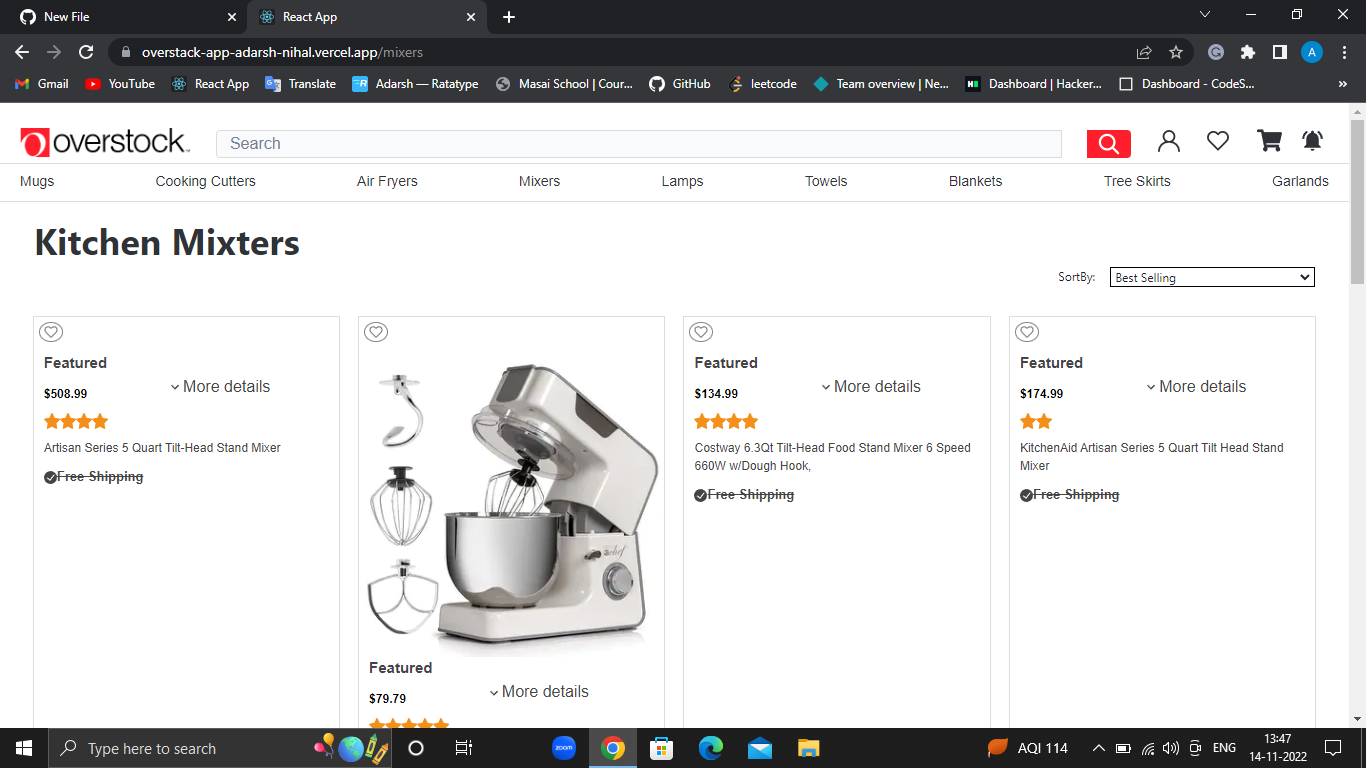 New File
React App
overstack-app-adarsh-nihal.vercel.app/mixers
A
Gmail
YouTube
React App
Translate
Adarsh — Ratatype
Masai School | Cour...
GitHub
leetcode
Team overview | Ne...
Dashboard | Hacker...
Dashboard - CodeS...
»
overstock™
Search
Mugs
Cooking Cutters
Air Fryers
Mixers
Lamps
Towels
Blankets
Tree Skirts
Garlands
Kitchen Mixters
SortBy:
Best Selling
Featured
$508.99
More details
Artisan Series 5 Quart Tilt-Head Stand Mixer
Free Shipping
chef
Featured
$79.79
More details
Featured
$134.99
More details
Costway 6.3Qt Tilt-Head Food Stand Mixer 6 Speed
660W w/Dough Hook,
Free Shipping
Featured
$174.99
More details
KitchenAid Artisan Series 5 Quart Tilt Head Stand
Mixer
Free Shipping
Type here to search
zoom
AQI 114
ENG
13:47
14-11-2022